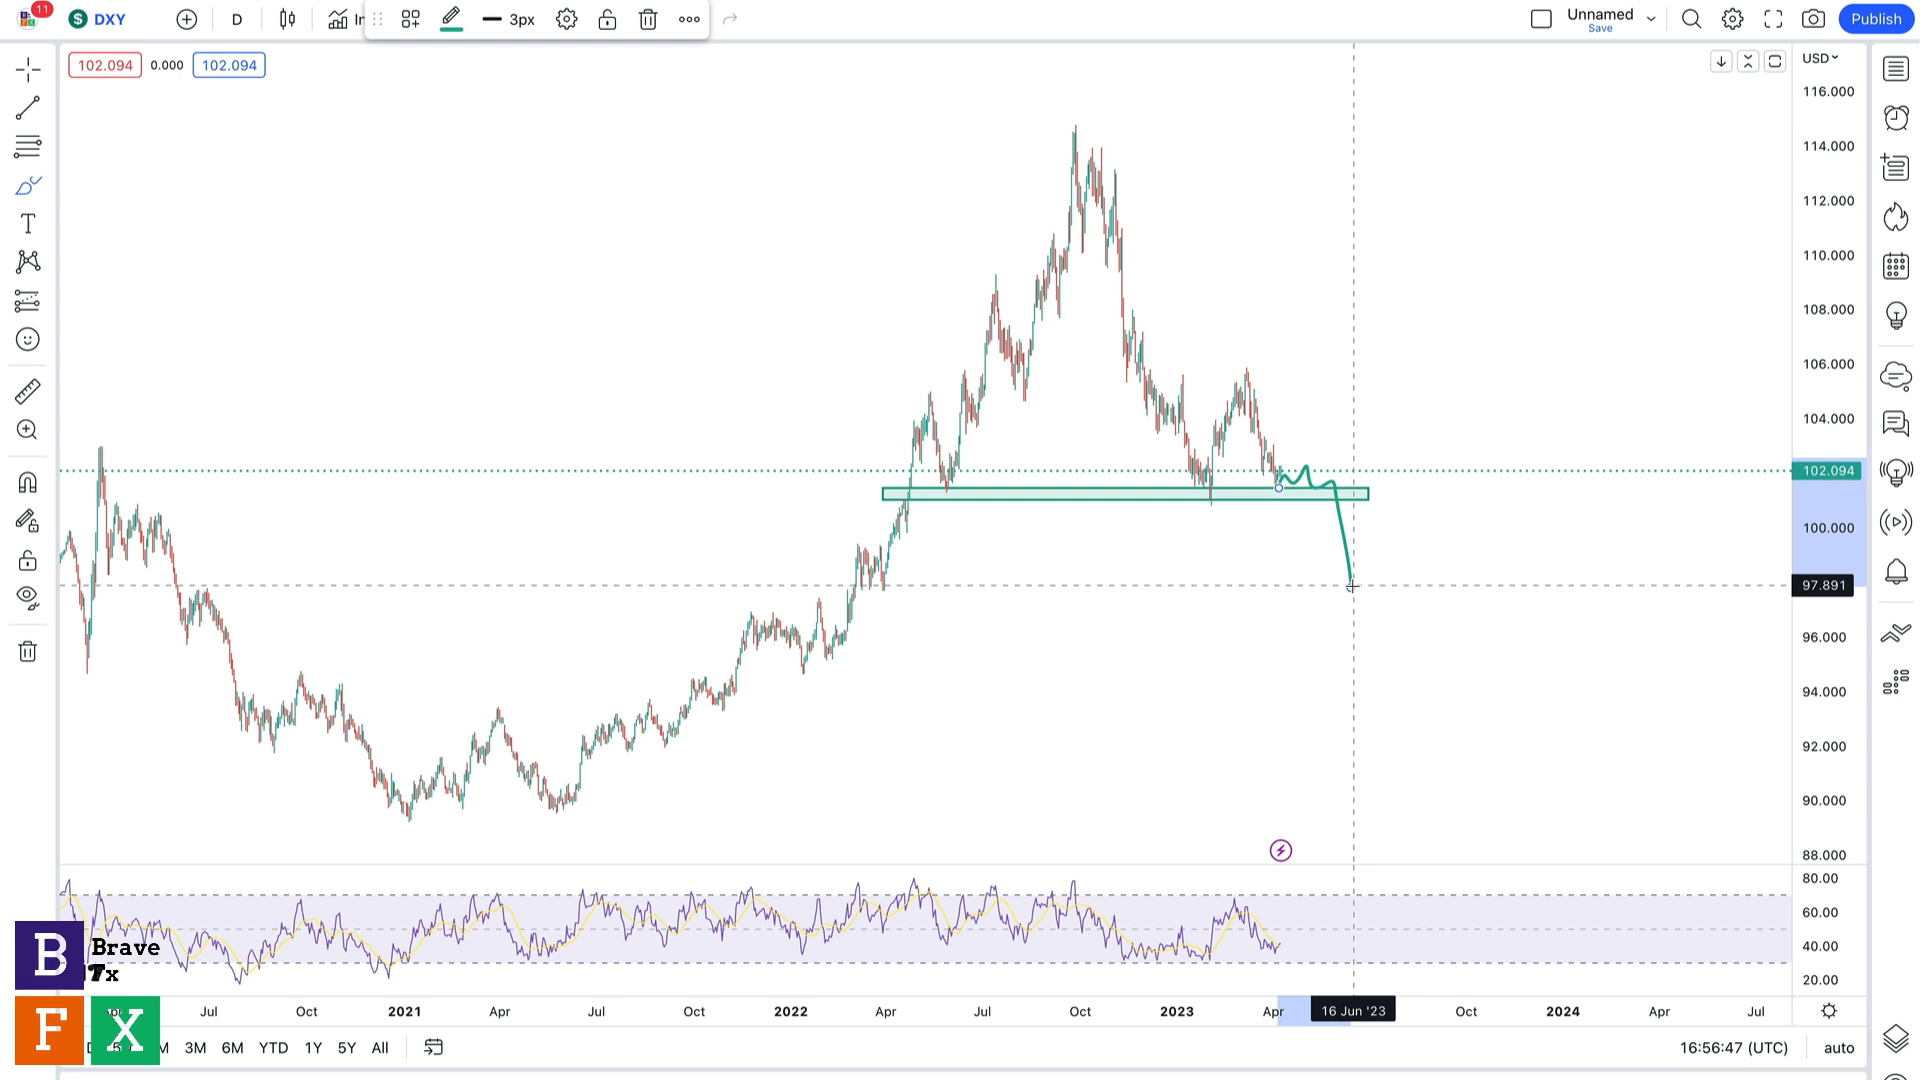 11
DXY
D
In
3px
Unnamed
Save
Publish
102.094
0.000
102.094
USD
116.000
114.000
112.000
110.000
108.000
106.000
104.000
102.094
100.000
97.891
96.000
94.000
92.000
90.000
88.000
80.00
60.00
40.00
20.00
B
Brave
Fx
F
X
Jul
Oct
2021
Apr
Jul
Oct
2022
Apr
Jul
Oct
2023
Apr
16 Jun '23
Oct
2024
Apr
Jul
3M
6M
YTD
1Y
5Y
All
16:56:47 (UTC)
auto